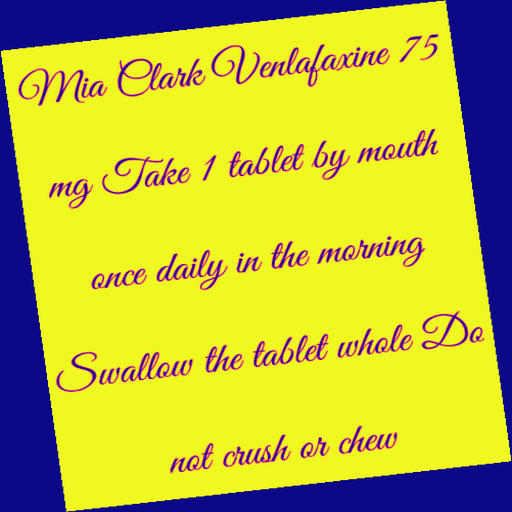 Mia Clark Venlafaxine 75
mg Take 1 tablet by mouth
once daily in the morning
Swallow the tablet whole Do
not crush or chew